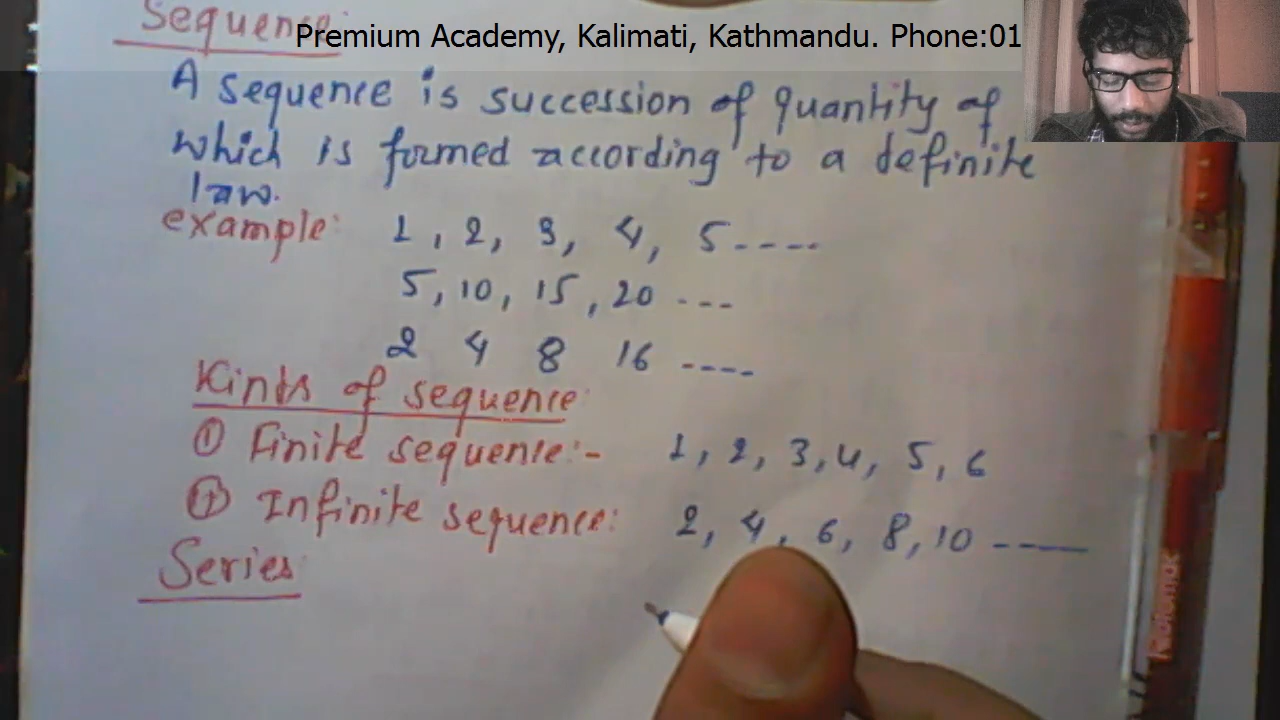 Sequence:
Premium Academy, Kalimati, Kathmandu. Phone:01
A sequence is succession of quantity of
which is formed according to a definite
law.
example: 1, 2, 3, 4, 5----
5, 10, 15, 20 ---
2 4 8 16 ----
Kinds of sequence:
① Finite sequence:- 1, 2, 3, 4, 5, 6
Infinite sequence: 2, 4, 6, 8, 10 ----
Series